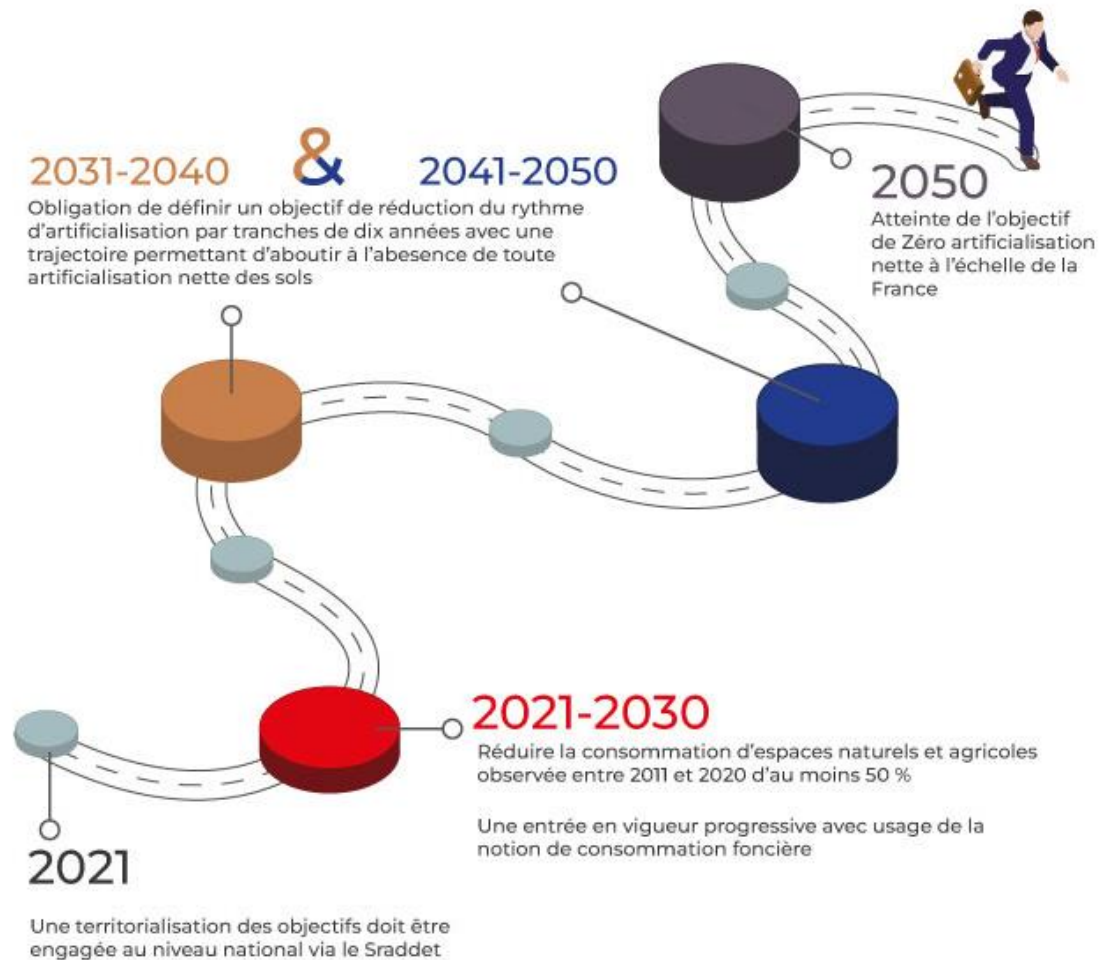 2031-2040 & 2041-2050
Obligation de définir un objectif de réduction du rythme
d'artificialisation par tranches de dix années avec une
trajectoire permettant d'aboutir à l'abesence de toute
artificialisation nette des sols
2050
Atteinte de l'objectif
de Zéro artificialisation
nette à l'échelle de la
France
2021-2030
Réduire la consommation d'espaces naturels et agricoles
observée entre 2011 et 2020 d'au moins 50 %
Une entrée en vigueur progressive avec usage de la
notion de consommation foncière
2021
Une territorialisation des objectifs doit être
engagée au niveau national via le Sraddet